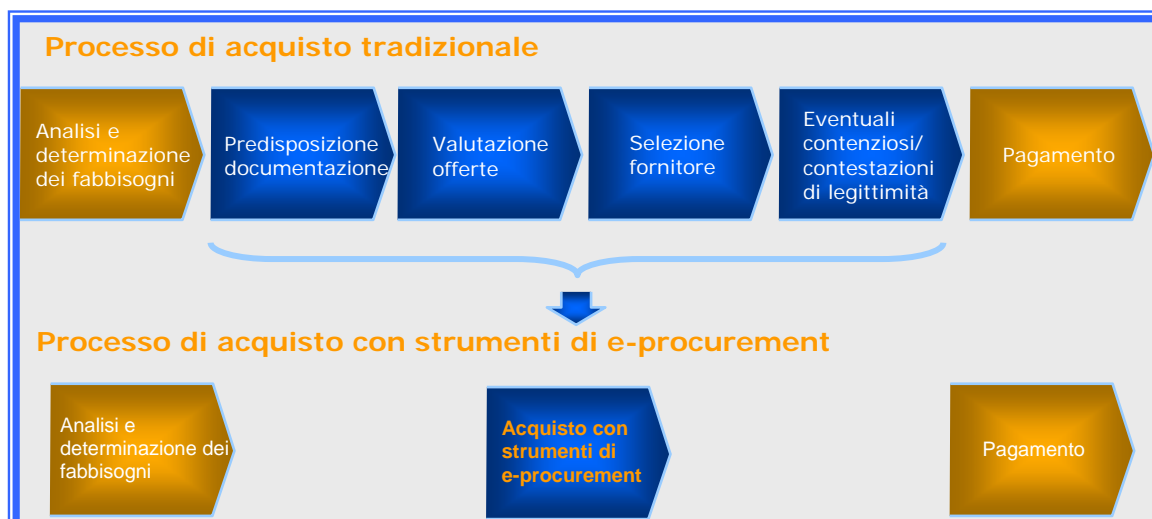 Processo di acquisto tradizionale
Analisi e
determinazione
dei fabbisogni
Predisposizione
documentazione
Valutazione
offerte
Selezione
fornitore
Eventuali
contenziosi/
contestazioni
di legittimità
Pagamento
Processo di acquisto con strumenti di e-procurement
Analisi e
determinazione dei
fabbisogni
Acquisto con
strumenti di
e-procurement
Pagamento